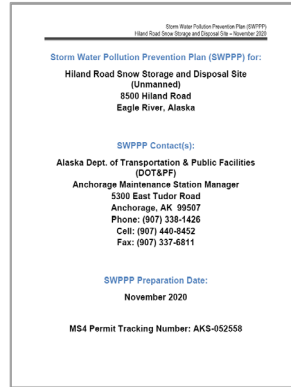 Storm Water Pollution Prevention Plan (SWPPP)
Hiland Road Snow Storage and Disposal Site – November 2020
Storm Water Pollution Prevention Plan (SWPPP) for:
Hiland Road Snow Storage and Disposal Site
(Unmanned)
8500 Hiland Road
Eagle River, Alaska
SWPPP Contact(s):
Alaska Dept. of Transportation & Public Facilities
(DOT&PF)
Anchorage Maintenance Station Manager
5300 East Tudor Road
Anchorage, AK  99507
Phone: (907) 338-1426
Cell: (907) 440-8452
Fax: (907) 337-6811
SWPPP Preparation Date:
November 2020
MS4 Permit Tracking Number: AKS-052558